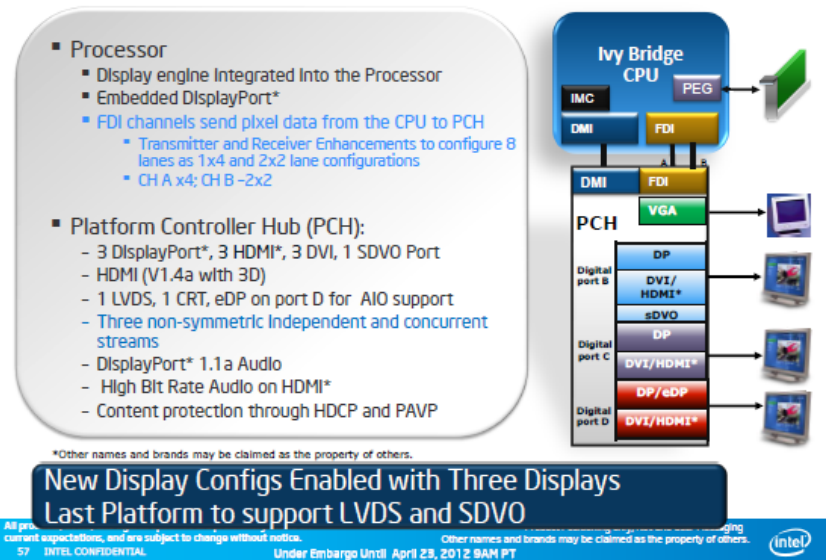 ▪ Processor
▪ Display engine Integrated Into the Processor
▪ Embedded DisplayPort*
▪ FDI channels send pixel data from the CPU to PCH
▪ Transmitter and Receiver Enhancements to configure 8
lanes as 1x4 and 2x2 lane configurations
▪ CH A x4; CH B –2x2
▪ Platform Controller Hub (PCH):
– 3 DisplayPort*, 3 HDMI*, 3 DVI, 1 SDVO Port
– HDMI (V1.4a with 3D)
– 1 LVDS, 1 CRT, eDP on port D for AIO support
– Three non-symmetric Independent and concurrent
streams
– DisplayPort* 1.1a Audio
– High Bit Rate Audio on HDMI*
– Content protection through HDCP and PAVP
Ivy Bridge
CPU
PEG
IMC
DMI
FDI
A
B
DMI
FDI
VGA
PCH
DP
Digital
port B
DVI/
HDMI*
sDVO
DP
Digital
port C
DVI/HDMI*
DP/eDP
Digital
port D
DVI/HDMI*
*Other names and brands may be claimed as the property of others.
New Display Configs Enabled with Three Displays
Last Platform to support LVDS and SDVO
All
current expectations, and are subject to change without notice.
Other names and brands may be claimed as the property of others.
57 INTEL CONFIDENTIAL
Under Embargo Until April 23, 2012 9AM PT
intel